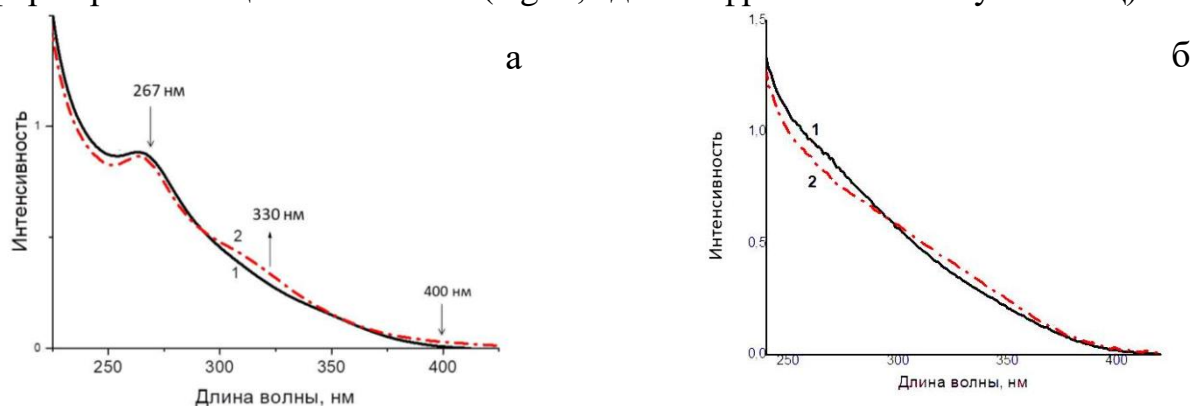 а
267 нм
330 нм
400 нм
2
1
1
0
Интенсивность
250
300
350
400
Длина волны, нм
б
1,5
1,0
0,5
0,0
1
2
Интенсивность
250
300
350
400
Длина волны, нм